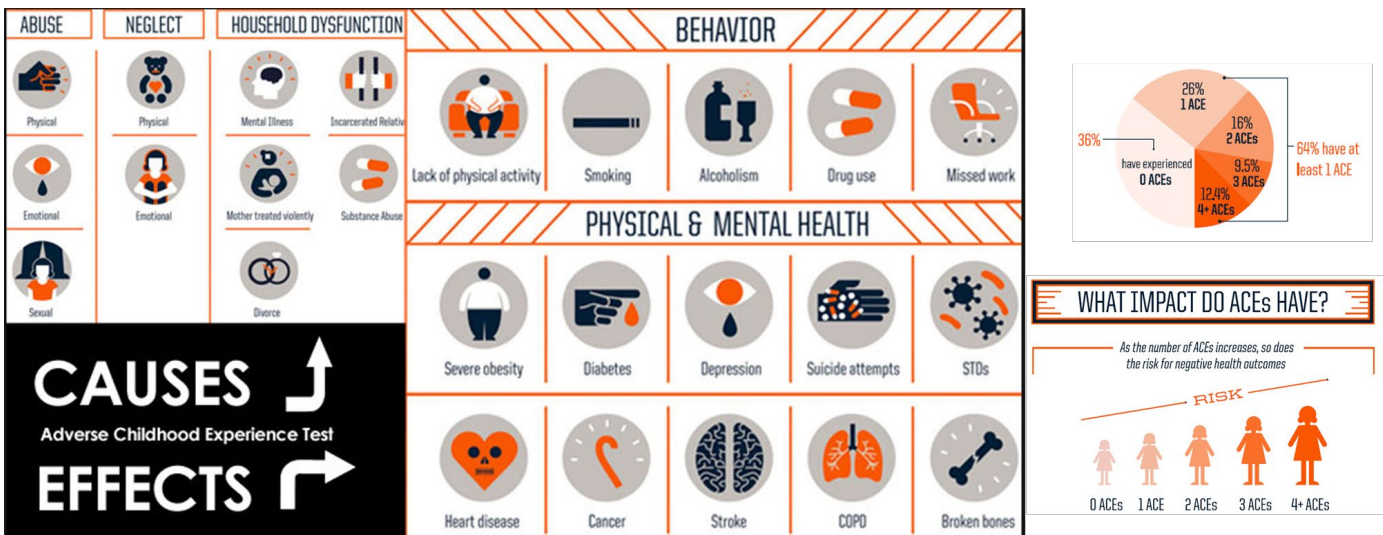 ABUSE
NEGLECT
HOUSEHOLD DYSFUNCTION
Physical
Physical
Mental Illness
Incarcerated Relativ
Emotional
Emotional
Mother treated violently
Substance Abuse
Sexual
Divorce
CAUSES
Adverse Childhood Experience Test
EFFECTS
BEHAVIOR
Lack of physical activity
Smoking
Alcoholism
Drug use
Missed work
PHYSICAL & MENTAL HEALTH
Severe obesity
Diabetes
Depression
Suicide attempts
STDs
Heart disease
Cancer
Stroke
COPD
Broken bones
26%
1 ACE
16%
2 ACEs
36%
have experienced
0 ACEs
9.5%
3 ACEs
12.4%
4+ ACEs
64% have at
least 1 ACE
WHAT IMPACT DO ACEs HAVE?
As the number of ACEs increases, so does
the risk for negative health outcomes
RISK
0 ACEs
1 ACE
2 ACEs
3 ACEs
4+ ACEs